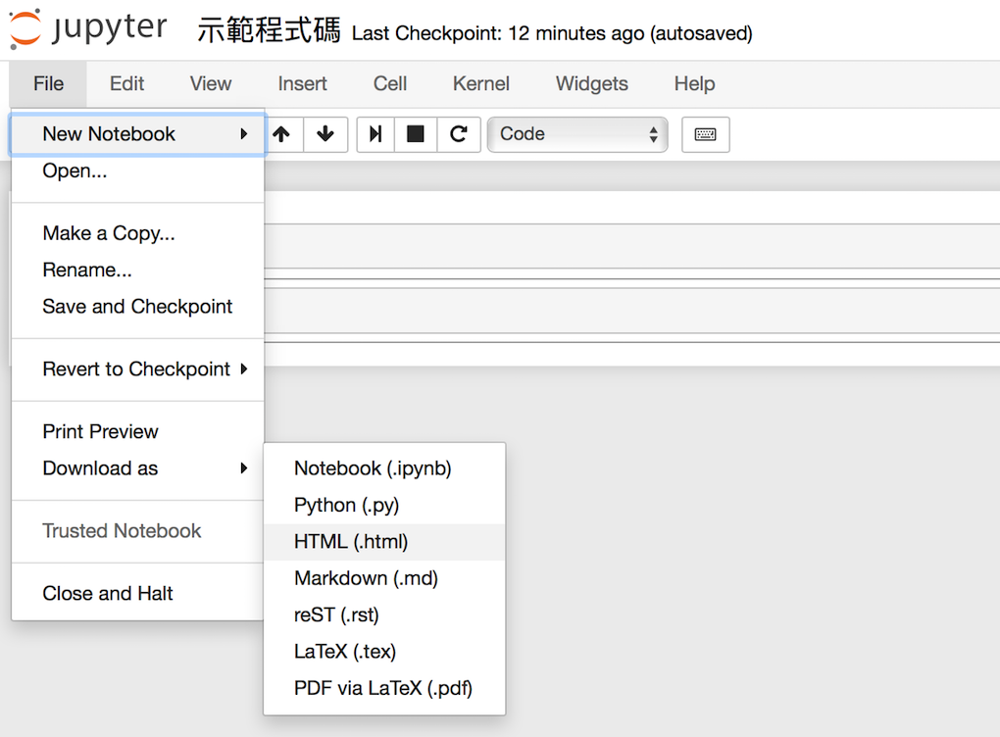 jupyter 示範程式碼 Last Checkpoint: 12 minutes ago (autosaved)
File Edit View Insert Cell Kernel Widgets Help
New Notebook
Code
Open...
Make a Copy...
Rename...
Save and Checkpoint
Revert to Checkpoint
Print Preview
Download as
Trusted Notebook
Close and Halt
Notebook (.ipynb)
Python (.py)
HTML (.html)
Markdown (.md)
reST (.rst)
LaTeX (.tex)
PDF via LaTeX (.pdf)